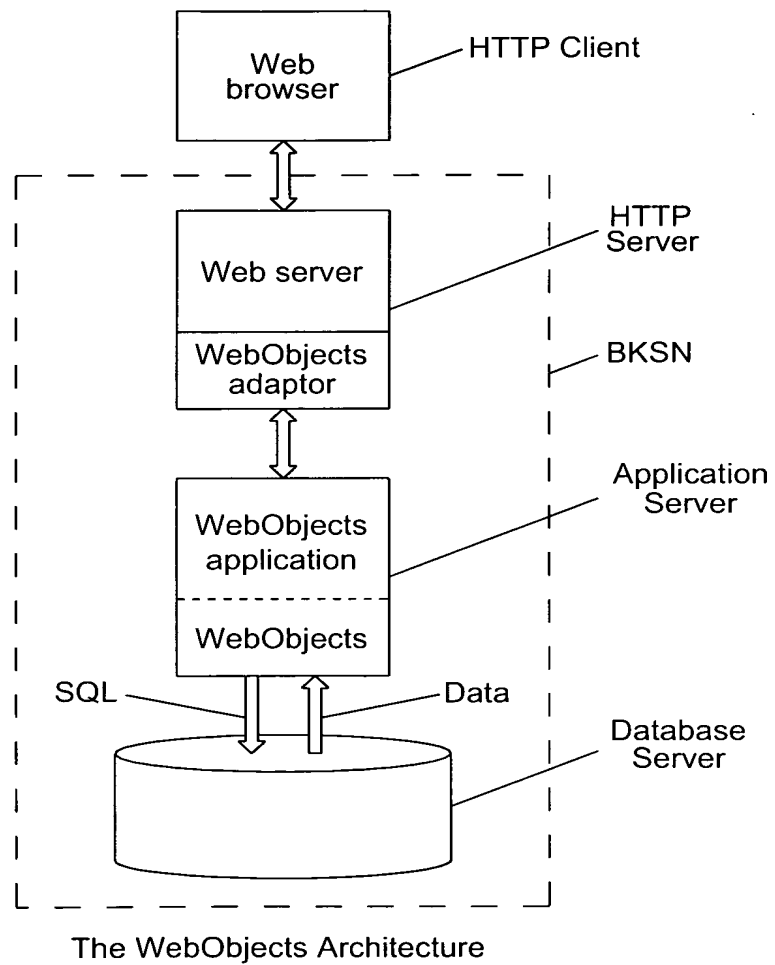 Web
browser
HTTP Client
Web server
HTTP
Server
WebObjects
adaptor
BKSN
WebObjects
application
Application
Server
WebObjects
SQL
Data
Database
Server
The WebObjects Architecture